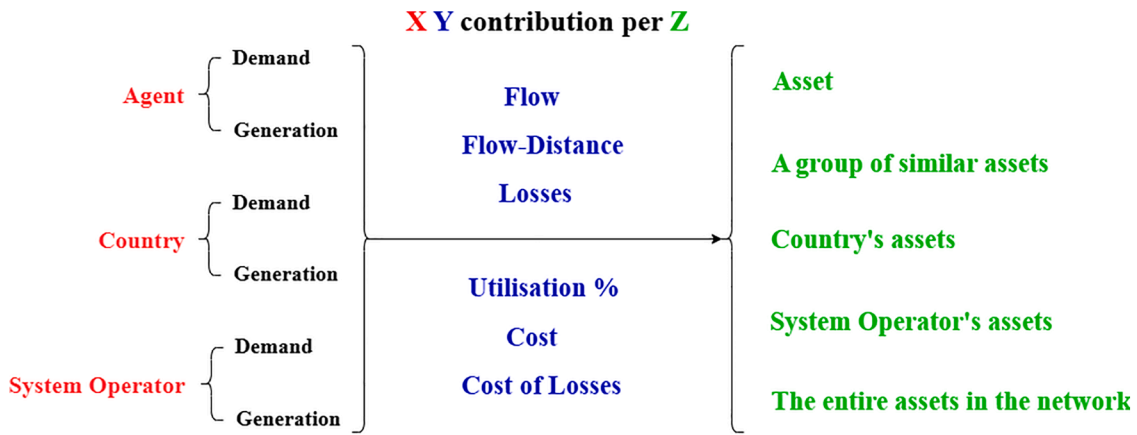 X Y contribution per Z
Agent
Demand
Generation
Country
Demand
Generation
System Operator
Demand
Generation
Flow
Flow-Distance
Losses
Utilisation %
Cost
Cost of Losses
Asset
A group of similar assets
Country's assets
System Operator's assets
The entire assets in the network